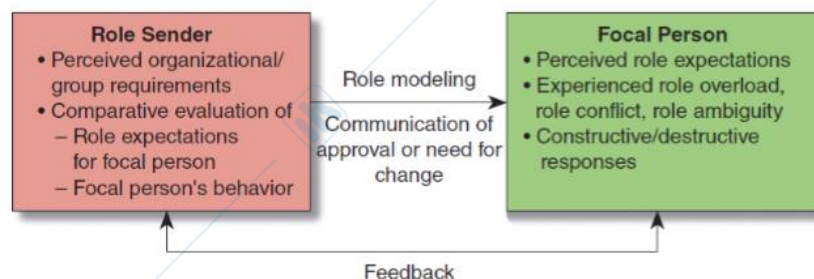 Role Sender
• Perceived organizational/
group requirements
• Comparative evaluation of
– Role expectations
for focal person
– Focal person's behavior
Role modeling
Communication of
approval or need for
change
Focal Person
• Perceived role expectations
• Experienced role overload,
role conflict, role ambiguity
• Constructive/destructive
responses
Feedback